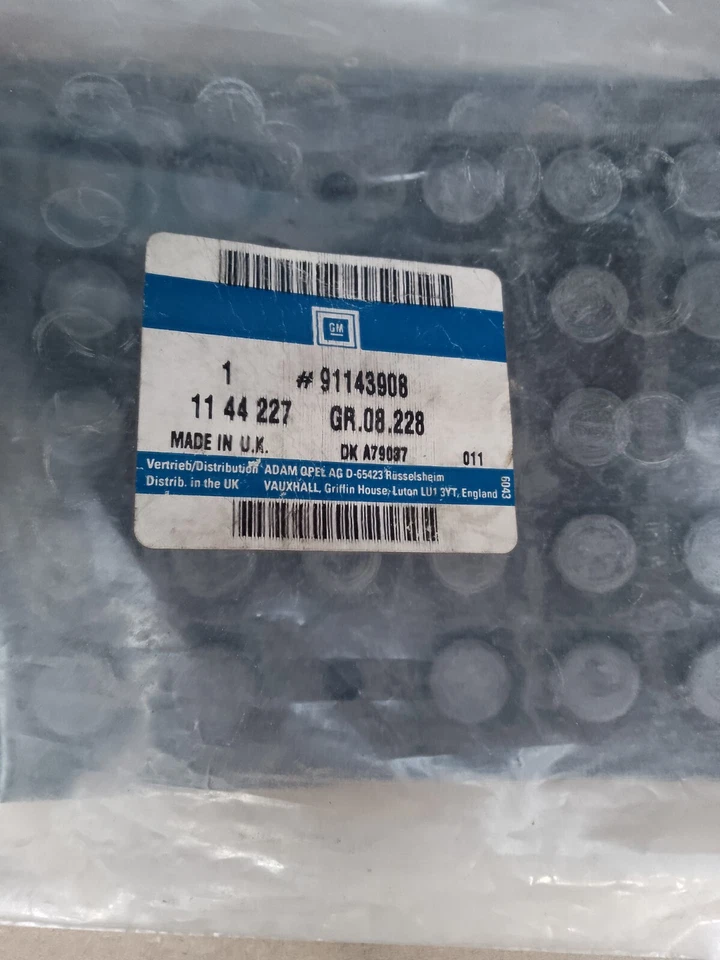 GM
1 # 91143908
11 44 227 GR.08.228
MADE IN U.K. DK A79037 011
Vertrieb/Distribution ADAM OPEL AG D-65423 Rüsselsheim
Distrib. in the UK VAUXHALL, Griffin House, Luton LU1 3YT, England
6043